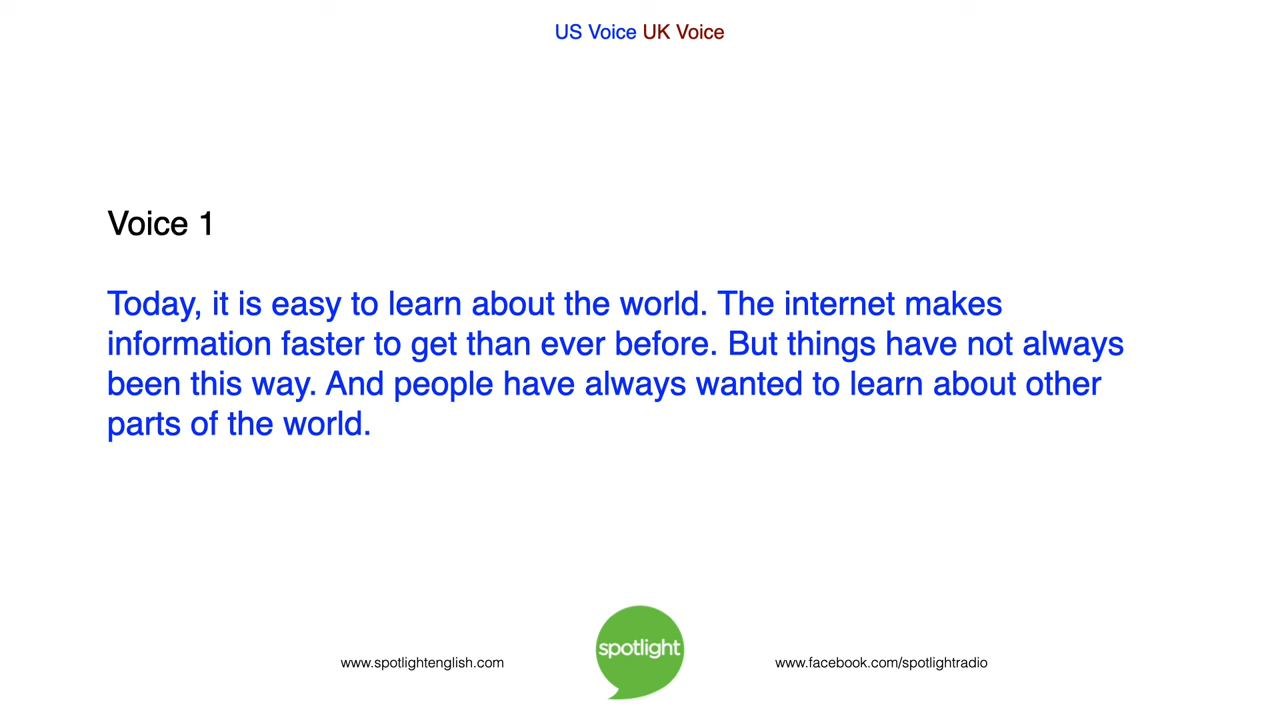 US Voice UK Voice
Voice 1
Today, it is easy to learn about the world. The internet makes
information faster to get than ever before. But things have not always
been this way. And people have always wanted to learn about other
parts of the world.
spotlight
www.spotlightenglish.com
www.facebook.com/spotlightradio